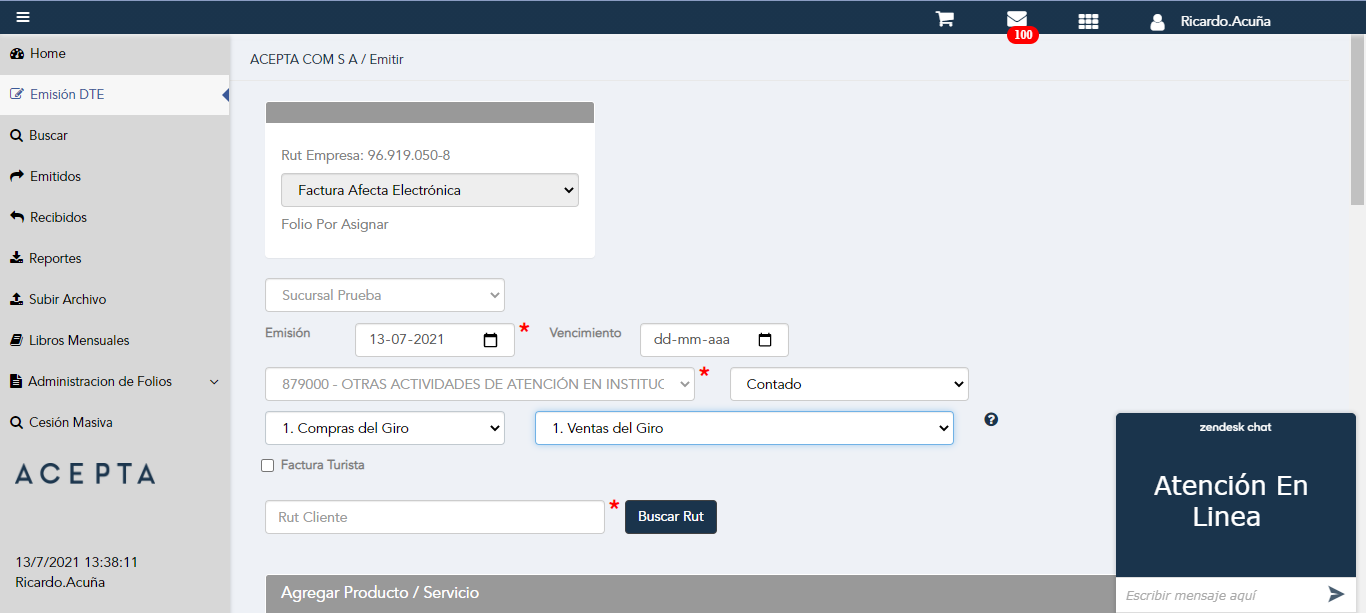 100
Ricardo.Acuña
Home
Emisión DTE
Buscar
Emitidos
Recibidos
Reportes
Subir Archivo
Libros Mensuales
Administracion de Folios
Cesión Masiva
ACEPTA
13/7/2021 13:38:11
Ricardo.Acuña
ACEPTA COM S A / Emitir
Rut Empresa: 96.919.050-8
Factura Afecta Electrónica
Folio Por Asignar
Sucursal Prueba
Emisión 13-07-2021 * Vencimiento dd-mm-aaa
879000 - OTRAS ACTIVIDADES DE ATENCIÓN EN INSTITUC * Contado
1. Compras del Giro 1. Ventas del Giro ?
Factura Turista
Rut Cliente * Buscar Rut
Agregar Producto / Servicio
zendesk chat
Atención En
Linea
Escribir mensaje aquí